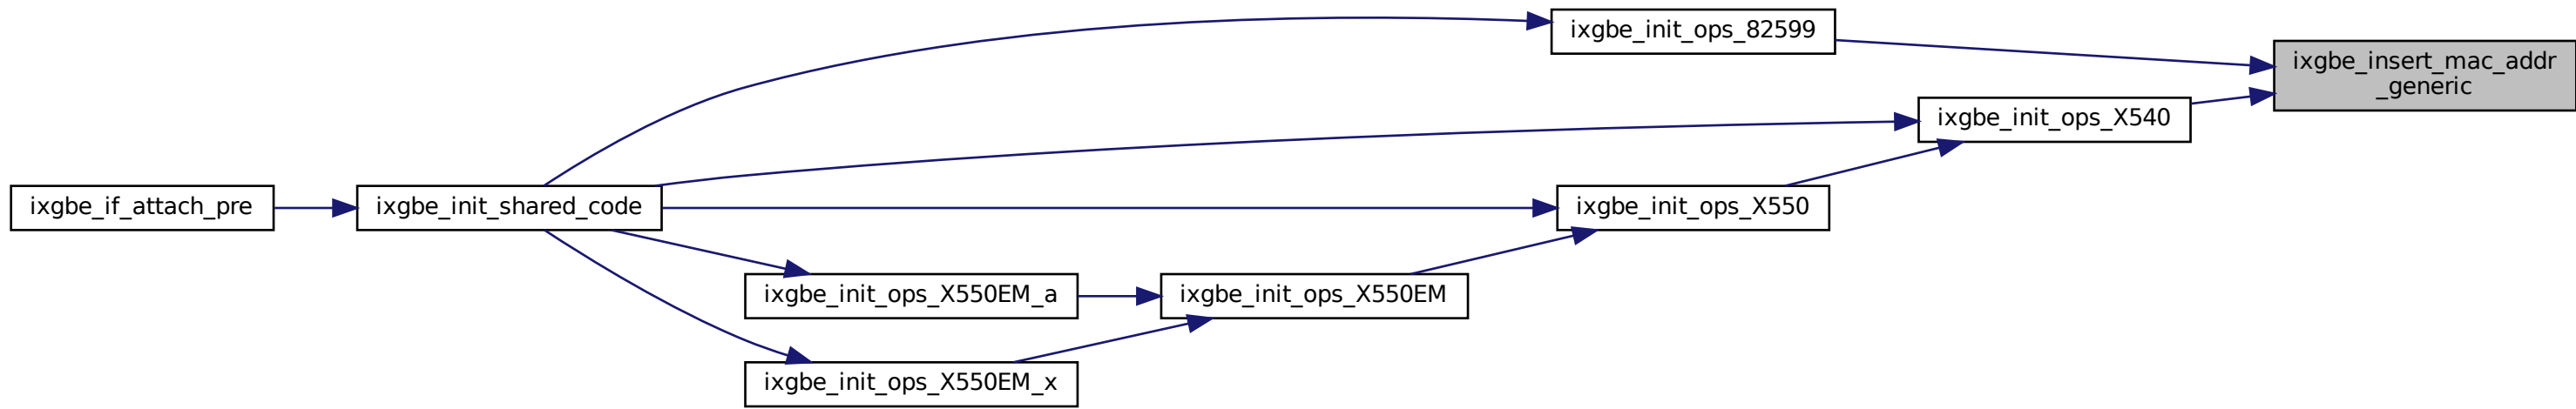 ixgbe_init_ops_82599
ixgbe_insert_mac_addr
_generic
ixgbe_init_ops_X540
ixgbe_if_attach_pre
ixgbe_init_shared_code
ixgbe_init_ops_X550
ixgbe_init_ops_X550EM_a
ixgbe_init_ops_X550EM
ixgbe_init_ops_X550EM_x